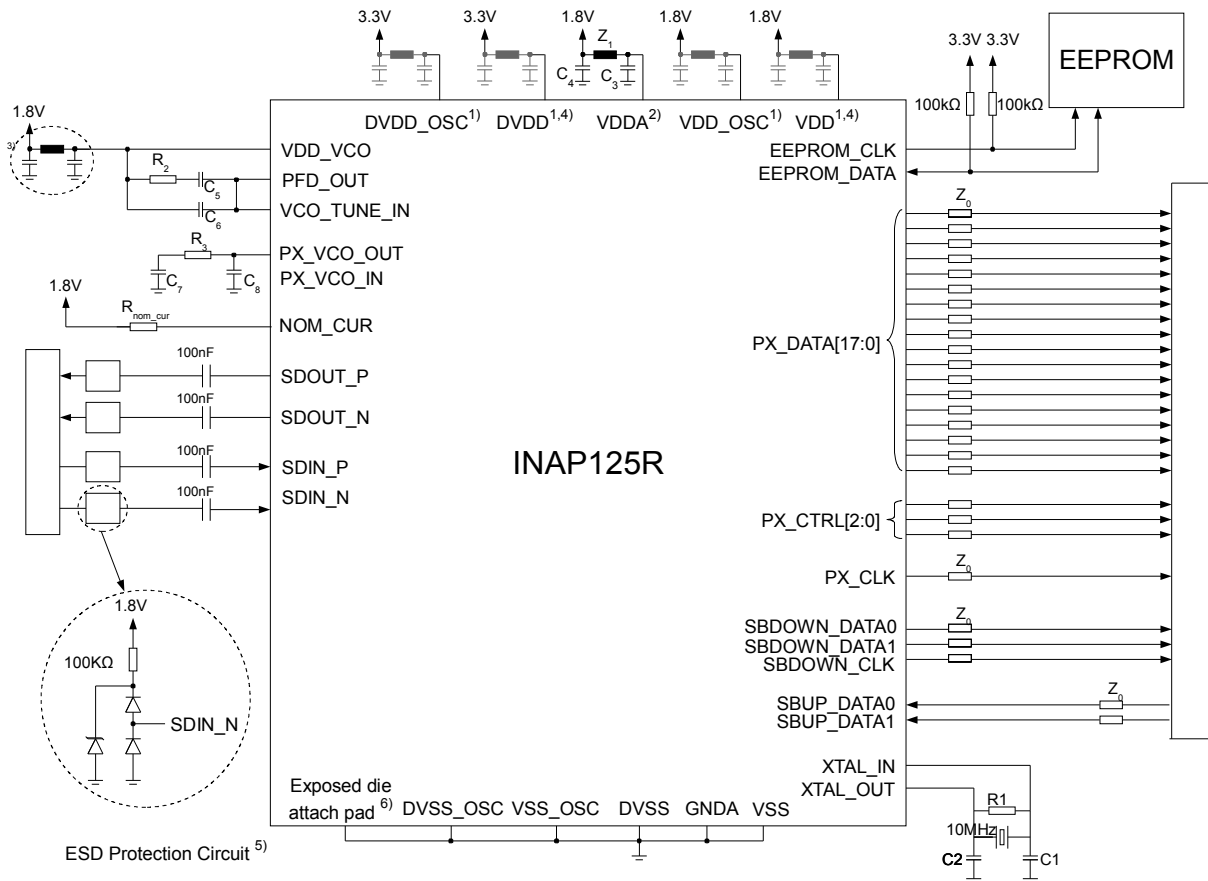 3.3V 3.3V 1.8V 1.8V 1.8V
Z1
C4 C3
3.3V 3.3V
EEPROM
100kΩ 100kΩ
DVDD_OSC1) DVDD1,4) VDDA2) VDD_OSC1) VDD1,4)
1.8V
3)
VDD_VCO
R2
C5
PFD_OUT
C6
VCO_TUNE_IN
R3
PX_VCO_OUT
C7 C8
PX_VCO_IN
1.8V
Rnom_cur
NOM_CUR
100nF
SDOUT_P
100nF
SDOUT_N
100nF
SDIN_P
100nF
SDIN_N
INAP125R
EEPROM_CLK
EEPROM_DATA
Z0
PX_DATA[17:0]
PX_CTRL[2:0]
Z0
PX_CLK
Z0
SBDOWN_DATA0
SBDOWN_DATA1
SBDOWN_CLK
Z0
SBUP_DATA0
SBUP_DATA1
XTAL_IN
XTAL_OUT
R1
10MHz
C2 C1
1.8V
100KΩ
SDIN_N
ESD Protection Circuit 5)
Exposed die
attach pad 6)
DVSS_OSC VSS_OSC DVSS GNDA VSS